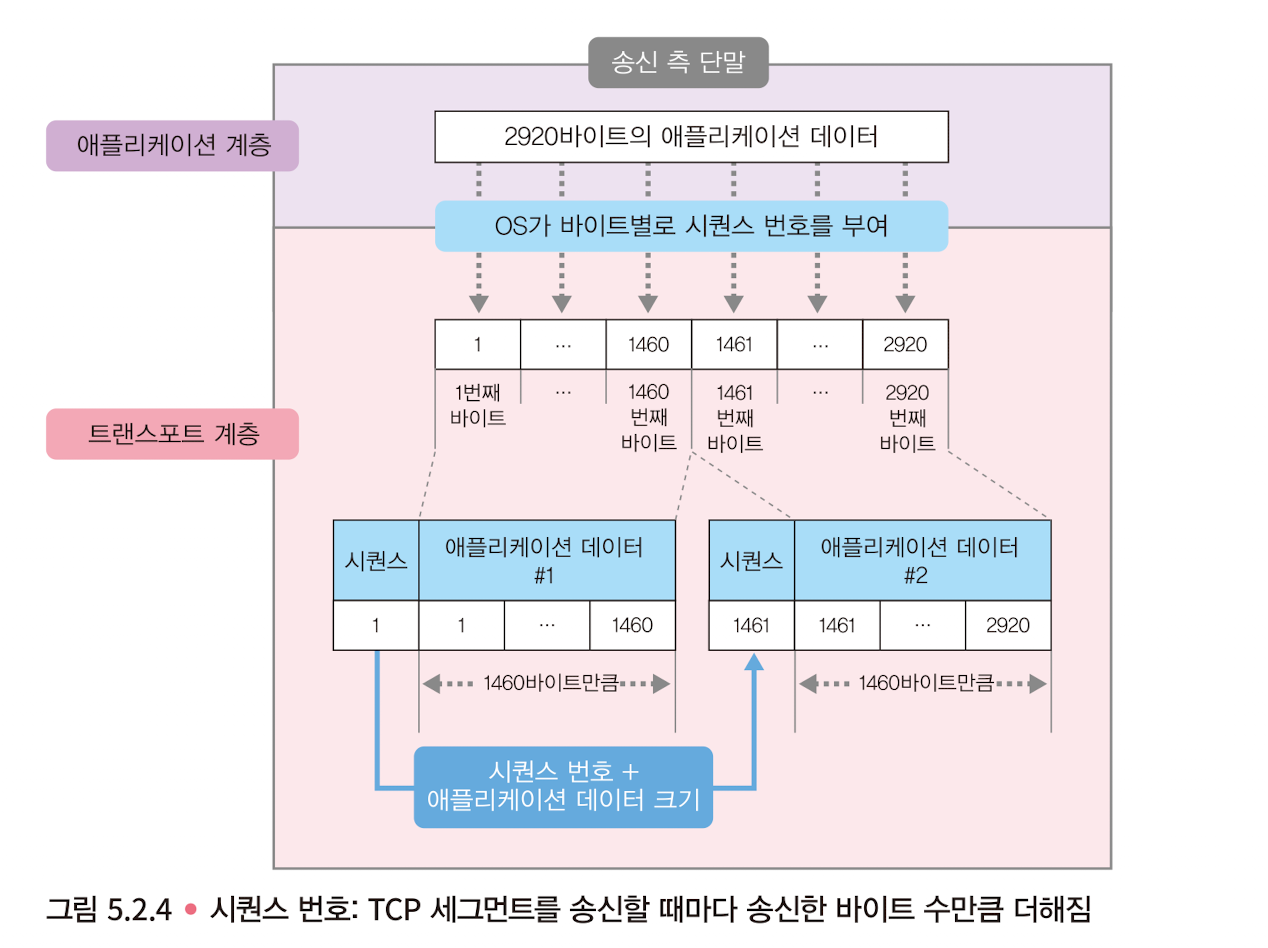 송신 측 단말
애플리케이션 계층
2920바이트의 애플리케이션 데이터
OS가 바이트별로 시퀀스 번호를 부여
1 … 1460 1461 … 2920
1번째 … 1460 1461 … 2920
바이트 번째 번째 번째
바이트 바이트 바이트
트랜스포트 계층
시퀀스
애플리케이션 데이터
#1
1 1 … 1460
1460바이트만큼
시퀀스
애플리케이션 데이터
#2
1461 1461 … 2920
1460바이트만큼
시퀀스 번호 +
애플리케이션 데이터 크기
그림 5.2.4 • 시퀀스 번호: TCP 세그먼트를 송신할 때마다 송신한 바이트 수만큼 더해짐